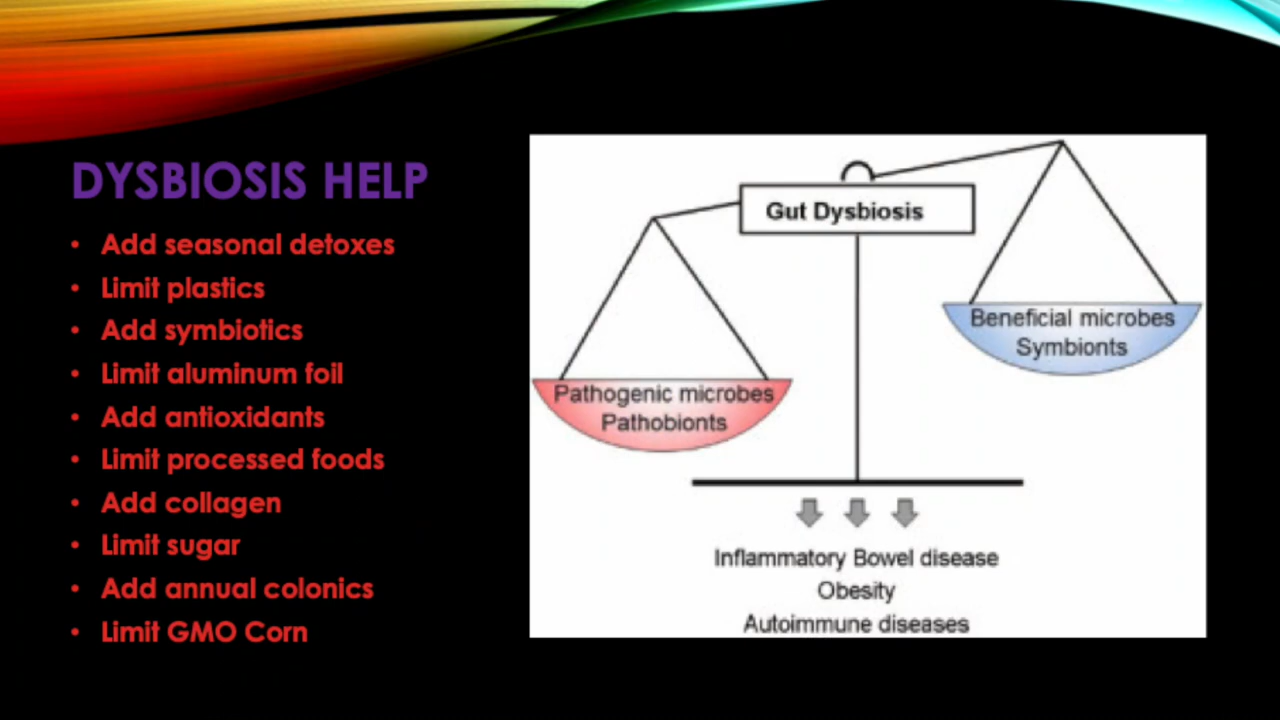 DYSBIOSIS HELP
• Add seasonal detoxes
• Limit plastics
• Add symbiotics
• Limit aluminum foil
• Add antioxidants
• Limit processed foods
• Add collagen
• Limit sugar
• Add annual colonics
• Limit GMO Corn
Gut Dysbiosis
Beneficial microbes
Symbionts
Pathogenic microbes
Pathobionts
Inflammatory Bowel disease
Obesity
Autoimmune diseases